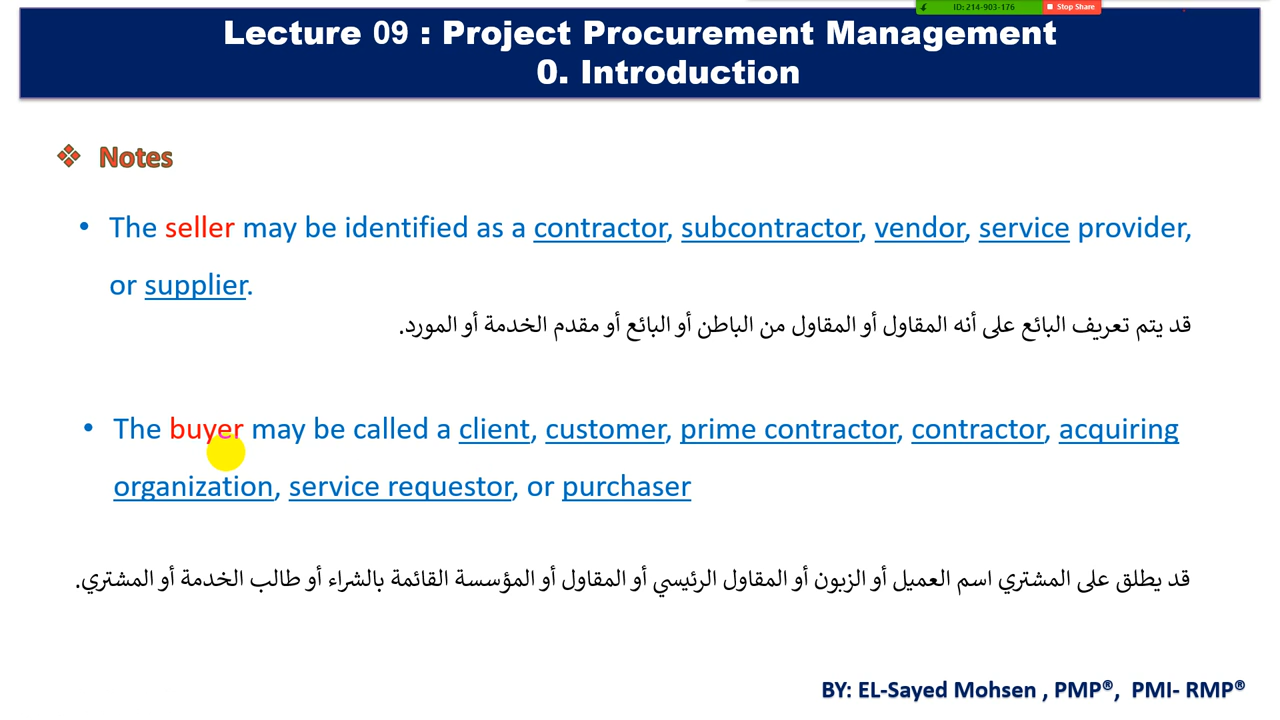 ID: 214-903-176
Stop Share
Lecture 09 : Project Procurement Management
0. Introduction
❖ Notes
• The seller may be identified as a contractor, subcontractor, vendor, service provider,
or supplier.
قد يتم تعريف البائع على أنه المقاول أو المقاول من الباطن أو البائع أو مقدم الخدمة أو المورد.
• The buyer may be called a client, customer, prime contractor, contractor, acquiring
organization, service requestor, or purchaser
قد يطلق على المشتري اسم العميل أو الزبون أو المقاول الرئيسي أو المقاول أو المؤسسة القائمة بالشراء أو طالب الخدمة أو المشتري.
BY: EL-Sayed Mohsen , PMP®, PMI- RMP®